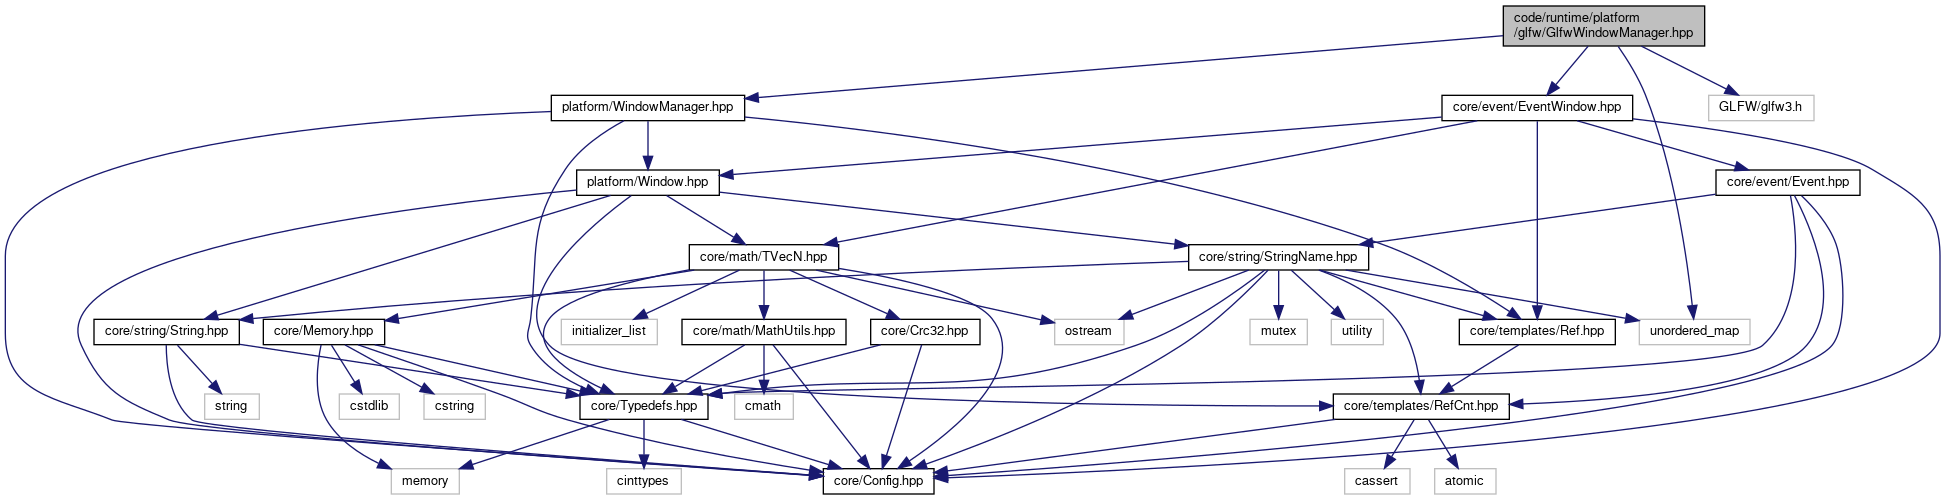 code/runtime/platform
/glfw/GlfwWindowManager.hpp
platform/WindowManager.hpp
core/event/EventWindow.hpp
GLFW/glfw3.h
platform/Window.hpp
core/event/Event.hpp
core/math/TVecN.hpp
core/string/StringName.hpp
core/string/String.hpp
core/Memory.hpp
initializer_list
core/math/MathUtils.hpp
core/Crc32.hpp
ostream
mutex
utility
core/templates/Ref.hpp
unordered_map
string
cstdlib
cstring
core/Typedefs.hpp
cmath
core/templates/RefCnt.hpp
memory
cinttypes
core/Config.hpp
cassert
atomic